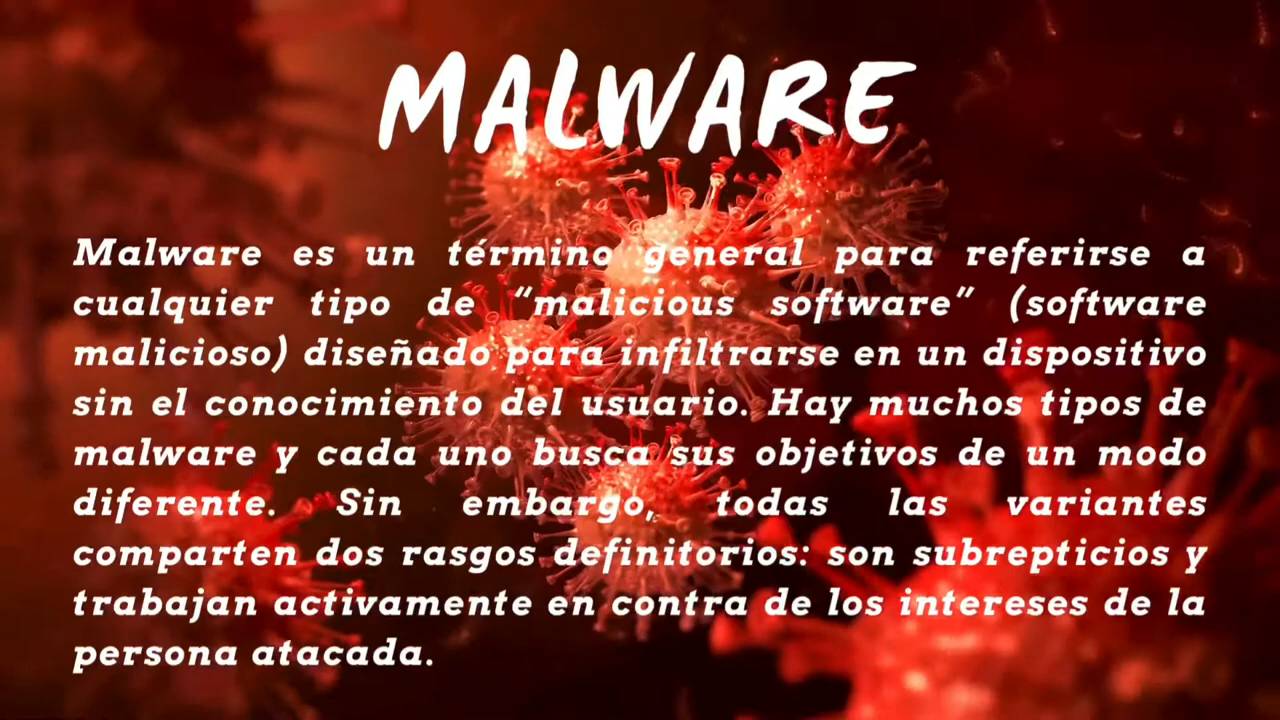 MALWARE
Malware es un término general para referirse a
cualquier tipo de “malicious software” (software
malicioso) diseñado para infiltrarse en un dispositivo
sin el conocimiento del usuario. Hay muchos tipos de
malware y cada uno busca sus objetivos de un modo
diferente. Sin embargo, todas las variantes
comparten dos rasgos definitorios: son subrepticios y
trabajan activamente en contra de los intereses de la
persona atacada.